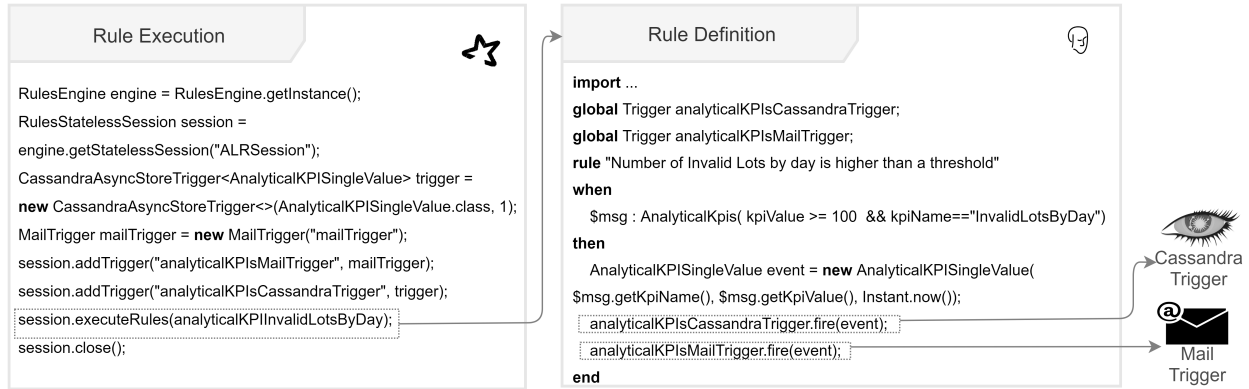 Rule Execution
RulesEngine engine = RulesEngine.getInstance();
RulesStatelessSession session =
engine.getStatelessSession("ALRSession");
CassandraAsyncStoreTrigger<AnalyticalKPISingleValue> trigger =
new CassandraAsyncStoreTrigger<>(AnalyticalKPISingleValue.class, 1);
MailTrigger mailTrigger = new MailTrigger("mailTrigger");
session.addTrigger("analyticalKPIsMailTrigger", mailTrigger);
session.addTrigger("analyticalKPIsCassandraTrigger", trigger);
session.executeRules(analyticalKPIInvalidLotsByDay);
session.close();
Rule Definition
import ...
global Trigger analyticalKPIsCassandraTrigger;
global Trigger analyticalKPIsMailTrigger;
rule "Number of Invalid Lots by day is higher than a threshold"
when
$msg : AnalyticalKpis( kpiValue >= 100 && kpiName=="InvalidLotsByDay")
then
AnalyticalKPISingleValue event = new AnalyticalKPISingleValue(
$msg.getKpiName(), $msg.getKpiValue(), Instant.now());
analyticalKPIsCassandraTrigger.fire(event);
analyticalKPIsMailTrigger.fire(event);
end
Cassandra
Trigger
@
Mail
Trigger